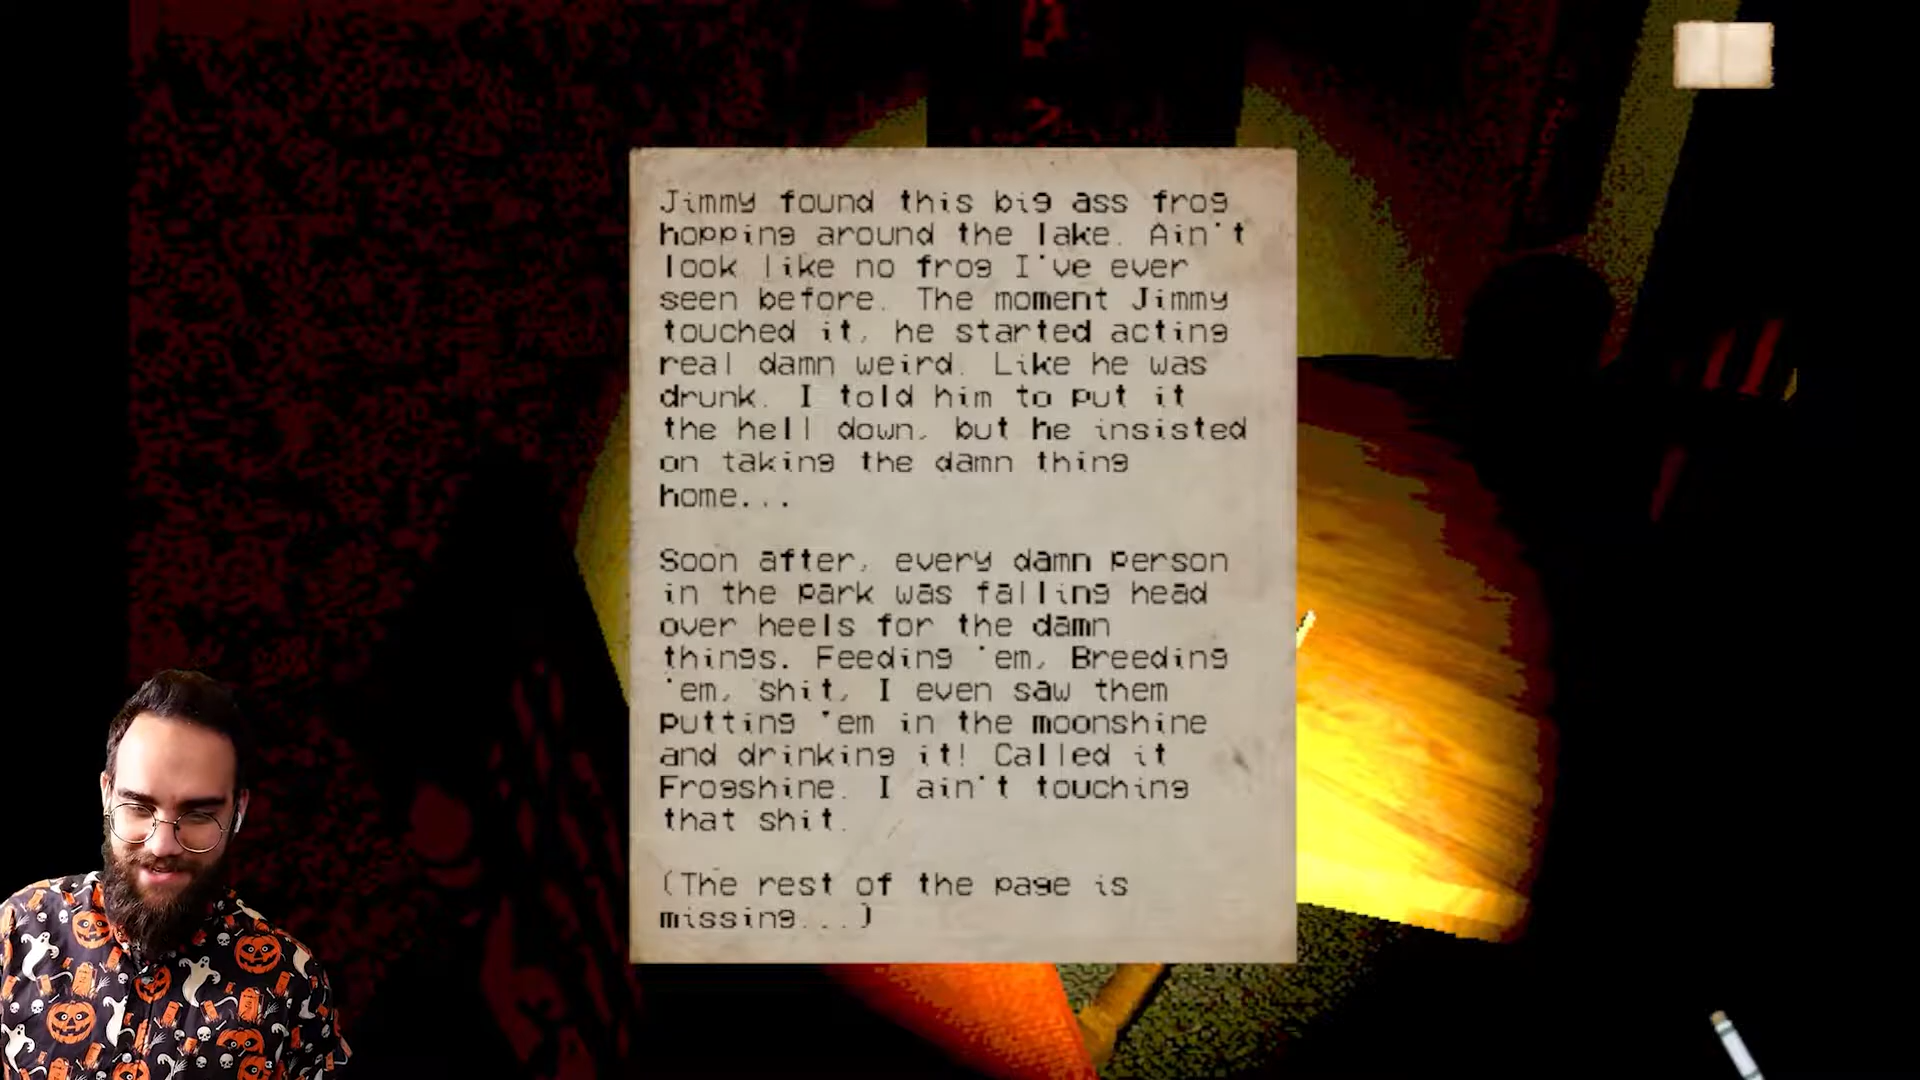 Jimmy found this big ass frog
hopping around the lake. Ain't
look like no frog I've ever
seen before. The moment Jimmy
touched it, he started acting
real damn weird. Like he was
drunk. I told him to put it
the hell down, but he insisted
on taking the damn thing
home...
Soon after, every damn person
in the park was falling head
over heels for the damn
things. Feeding 'em, Breeding
'em, shit, I even saw them
putting 'em in the moonshine
and drinking it! Called it
Frogshine. I ain't touching
that shit.
(The rest of the page is
missing...)